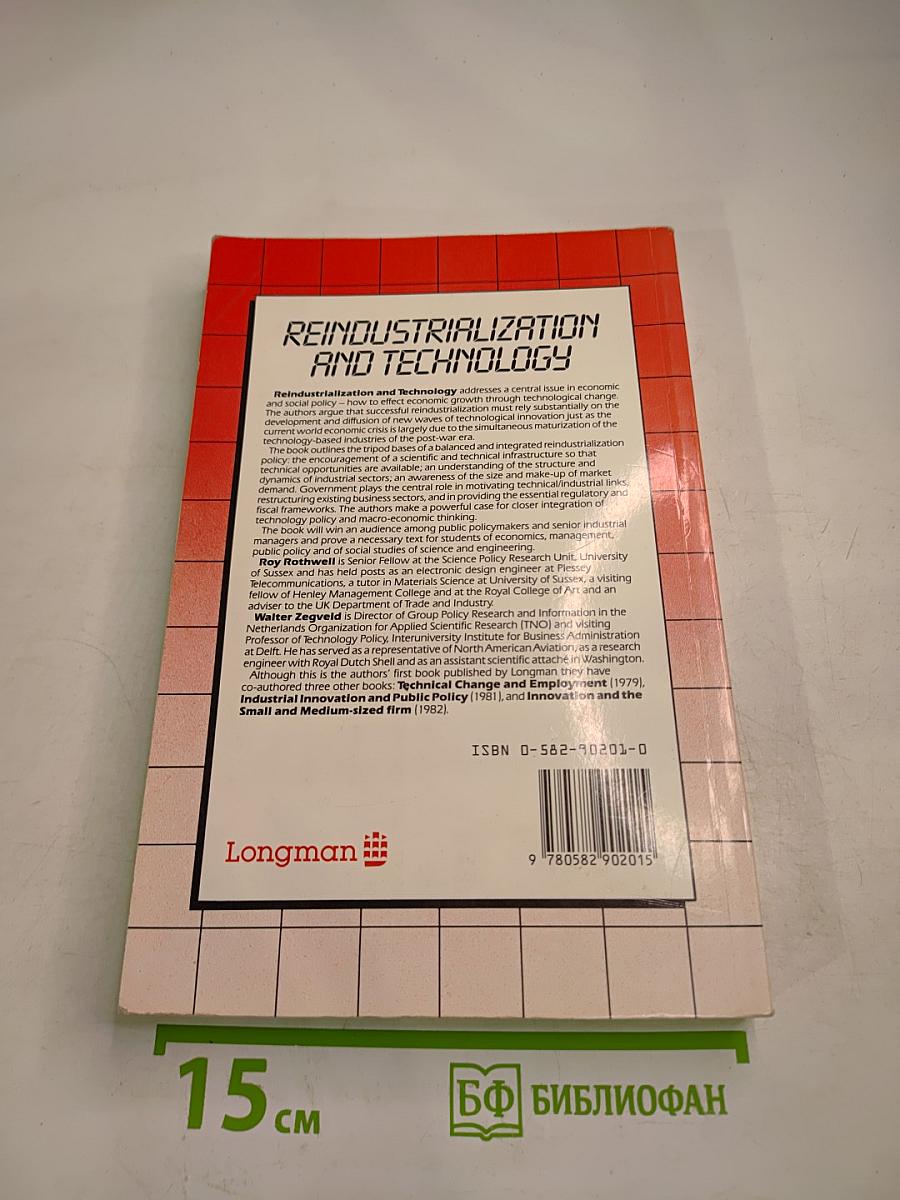 REINDUSTRIALIZATION
AND TECHNOLOGY
Reindustrialization and Technology addresses a central issue in economic
and social policy – how to effect economic growth through technological change.
The authors argue that successful reindustrialization must rely substantially on the
development and diffusion of new waves of technological innovation just as the
current world economic crisis is largely due to the simultaneous maturization of the
technology-based industries of the post-war era.
The book outlines the tripod bases of a balanced and integrated reindustrialization
policy: the encouragement of a scientific and technical infrastructure so that
technical opportunities are available; an understanding of the structure and
dynamics of industrial sectors; an awareness of the size and make-up of market
demand. Government plays the central role in motivating technical/industrial links,
restructuring existing business sectors, and in providing the essential regulatory and
fiscal frameworks. The authors make a powerful case for closer integration of
technology policy and macro-economic thinking.
The book will win an audience among public policymakers and senior industrial
managers and prove a necessary text for students of economics, management,
public policy and of social studies of science and engineering.
Roy Rothwell is Senior Fellow at the Science Policy Research Unit, University
of Sussex and has held posts as an electronic design engineer at Plessey
Telecommunications, a tutor in Materials Science at University of Sussex, a visiting
fellow of Henley Management College and at the Royal College of Art and an
adviser to the UK Department of Trade and Industry.
Walter Zegveld is Director of Group Policy Research and Information in the
Netherlands Organization for Applied Scientific Research (TNO) and visiting
Professor of Technology Policy, Interuniversity Institute for Business Administration
at Delft. He has served as a representative of North American Aviation, as a research
engineer with Royal Dutch Shell and as an assistant scientific attaché in Washington.
Although this is the authors' first book published by Longman they have
co-authored three other books: Technical Change and Employment (1979),
Industrial Innovation and Public Policy (1981), and Innovation and the
Small and Medium-sized firm (1982).
ISBN 0-582-90201-0
9 780582 902015
Longman
15 см
БФ БИБЛИОФАН